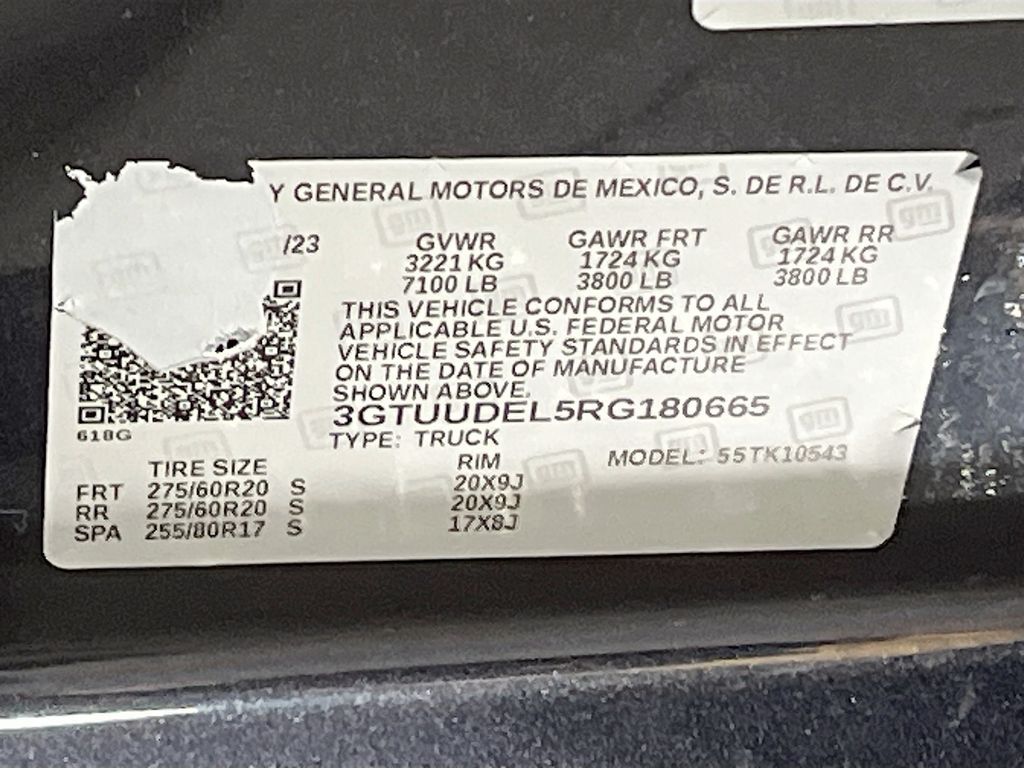 Y GENERAL MOTORS DE MEXICO, S. DE R.L. DE C.V.
/23 GVWR GAWR FRT GAWR RR
3221 KG 1724 KG 1724 KG
7100 LB 3800 LB 3800 LB
THIS VEHICLE CONFORMS TO ALL
APPLICABLE U.S. FEDERAL MOTOR
VEHICLE SAFETY STANDARDS IN EFFECT
ON THE DATE OF MANUFACTURE
SHOWN ABOVE.
3GTUUDEL5RG180665
618G
TYPE: TRUCK
MODEL: 55TK10543
TIRE SIZE RIM
FRT 275/60R20 S 20X9J
RR 275/60R20 S 20X9J
SPA 255/80R17 S 17X8J